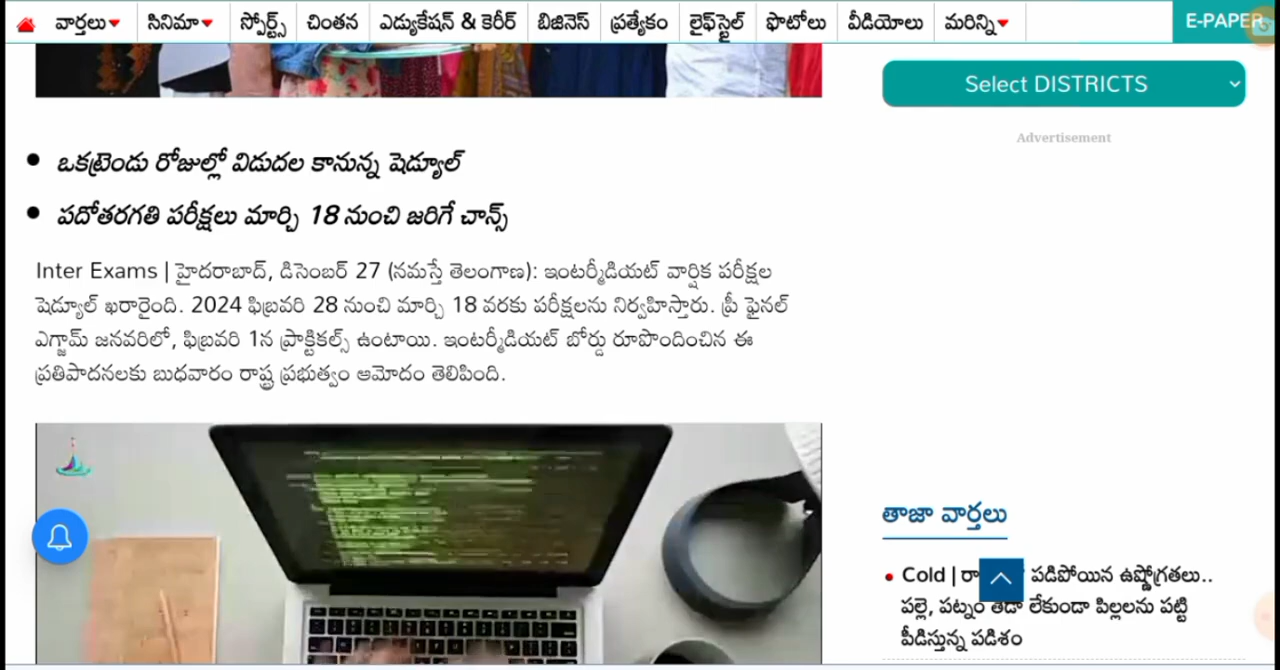 వార్తలు
సినిమా
స్పోర్ట్స్
చింతన
ఎడ్యుకేషన్ & కెరీర్
బిజినెస్
ప్రత్యేకం
లైఫ్‌స్టైల్
ఫొటోలు
వీడియోలు
మరిన్ని
E-PAPER
Select DISTRICTS
Advertisement
ఒకట్రెండు రోజుల్లో విడుదల కానున్న షెడ్యూల్
పదోతరగతి పరీక్షలు మార్చి 18 నుంచి జరిగే చాన్స్
Inter Exams | హైదరాబాద్, డిసెంబర్ 27 (నమస్తే తెలంగాణ): ఇంటర్మీడియట్ వార్షిక పరీక్షల
షెడ్యూల్ ఖరారైంది. 2024 ఫిబ్రవరి 28 నుంచి మార్చి 18 వరకు పరీక్షలను నిర్వహిస్తారు. ప్రీ ఫైనల్
ఎగ్జామ్ జనవరిలో, ఫిబ్రవరి 1న ప్రాక్టికల్స్ ఉంటాయి. ఇంటర్మీడియట్ బోర్డు రూపొందించిన ఈ
ప్రతిపాదనలకు బుధవారం రాష్ట్ర ప్రభుత్వం ఆమోదం తెలిపింది.
తాజా వార్తలు
Cold | పడిపోయిన ఉష్ణోగ్రతలు..
పల్లె, పట్నం తేడా లేకుండా పిల్లలను పట్టి
పీడిస్తున్న పడిశం